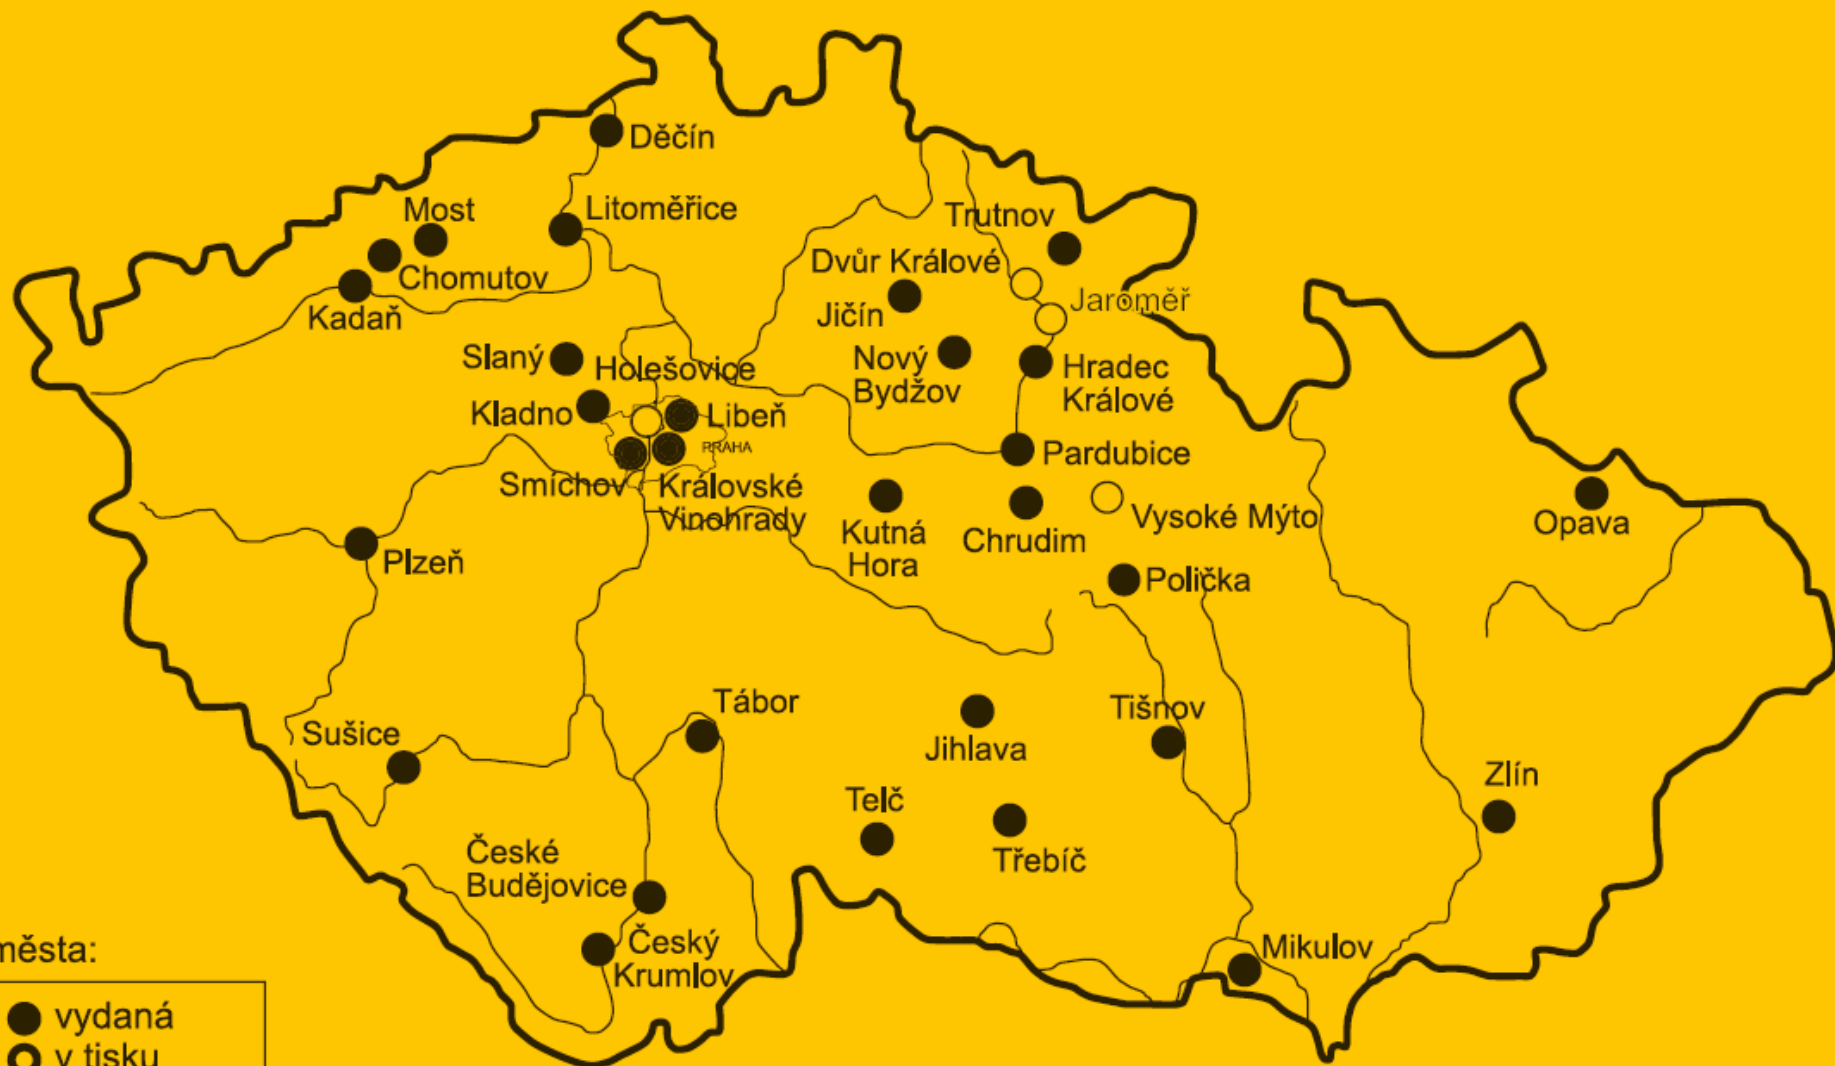 Děčín
Most
Litoměřice
Trutnov
Chomutov
Dvůr Králové
Kadaň
Jičín
Jaroměř
Slaný
Holešovice
Nový
Bydžov
Hradec
Králové
Kladno
Libeň
PRAHA
Pardubice
Smíchov
Královské
Vinohrady
Kutná
Hora
Chrudim
Vysoké Mýto
Opava
Plzeň
Polička
Tábor
Sušice
Jihlava
Tišnov
Zlín
Telč
Třebíč
České
Budějovice
Český
Krumlov
Mikulov
města:
vydaná
v tisku